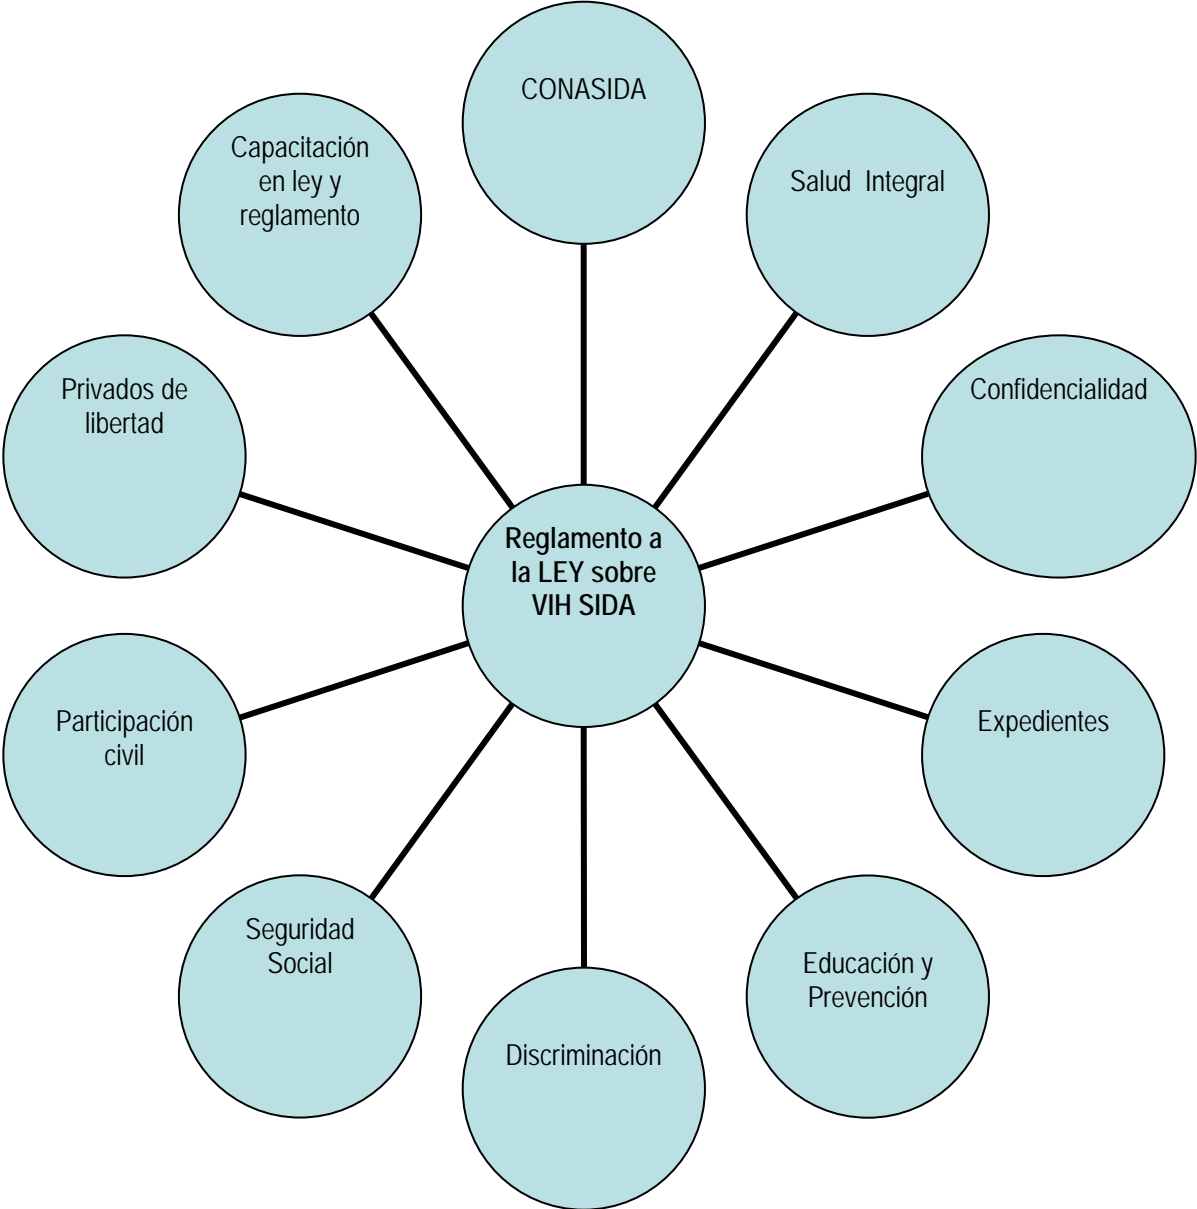 CONASIDA
Salud Integral
Confidencialidad
Expedientes
Educación y
Prevención
Discriminación
Seguridad
Social
Participación
civil
Privados de
libertad
Capacitación
en ley y
reglamento
Reglamento a
la LEY sobre
VIH SIDA